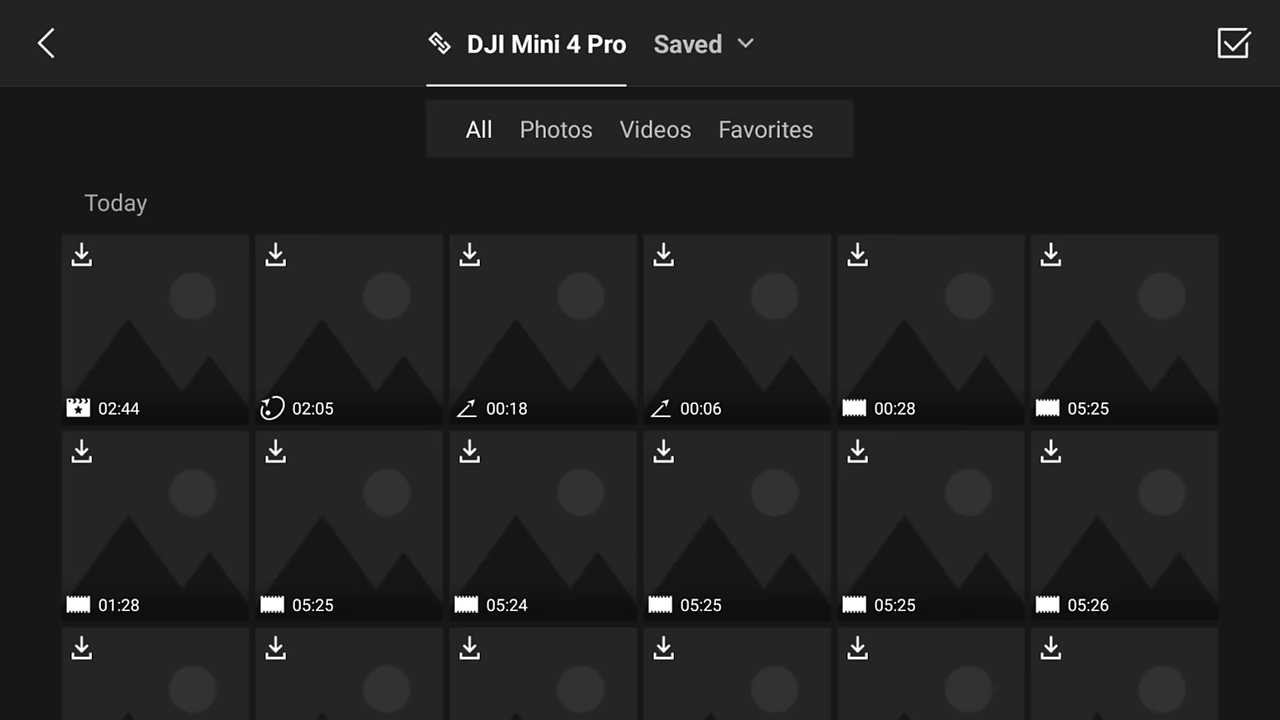 DJI Mini 4 Pro Saved
All Photos Videos Favorites
Today
02:44 02:05 00:18 00:06 00:28 05:25
01:28 05:25 05:24 05:25 05:25 05:26